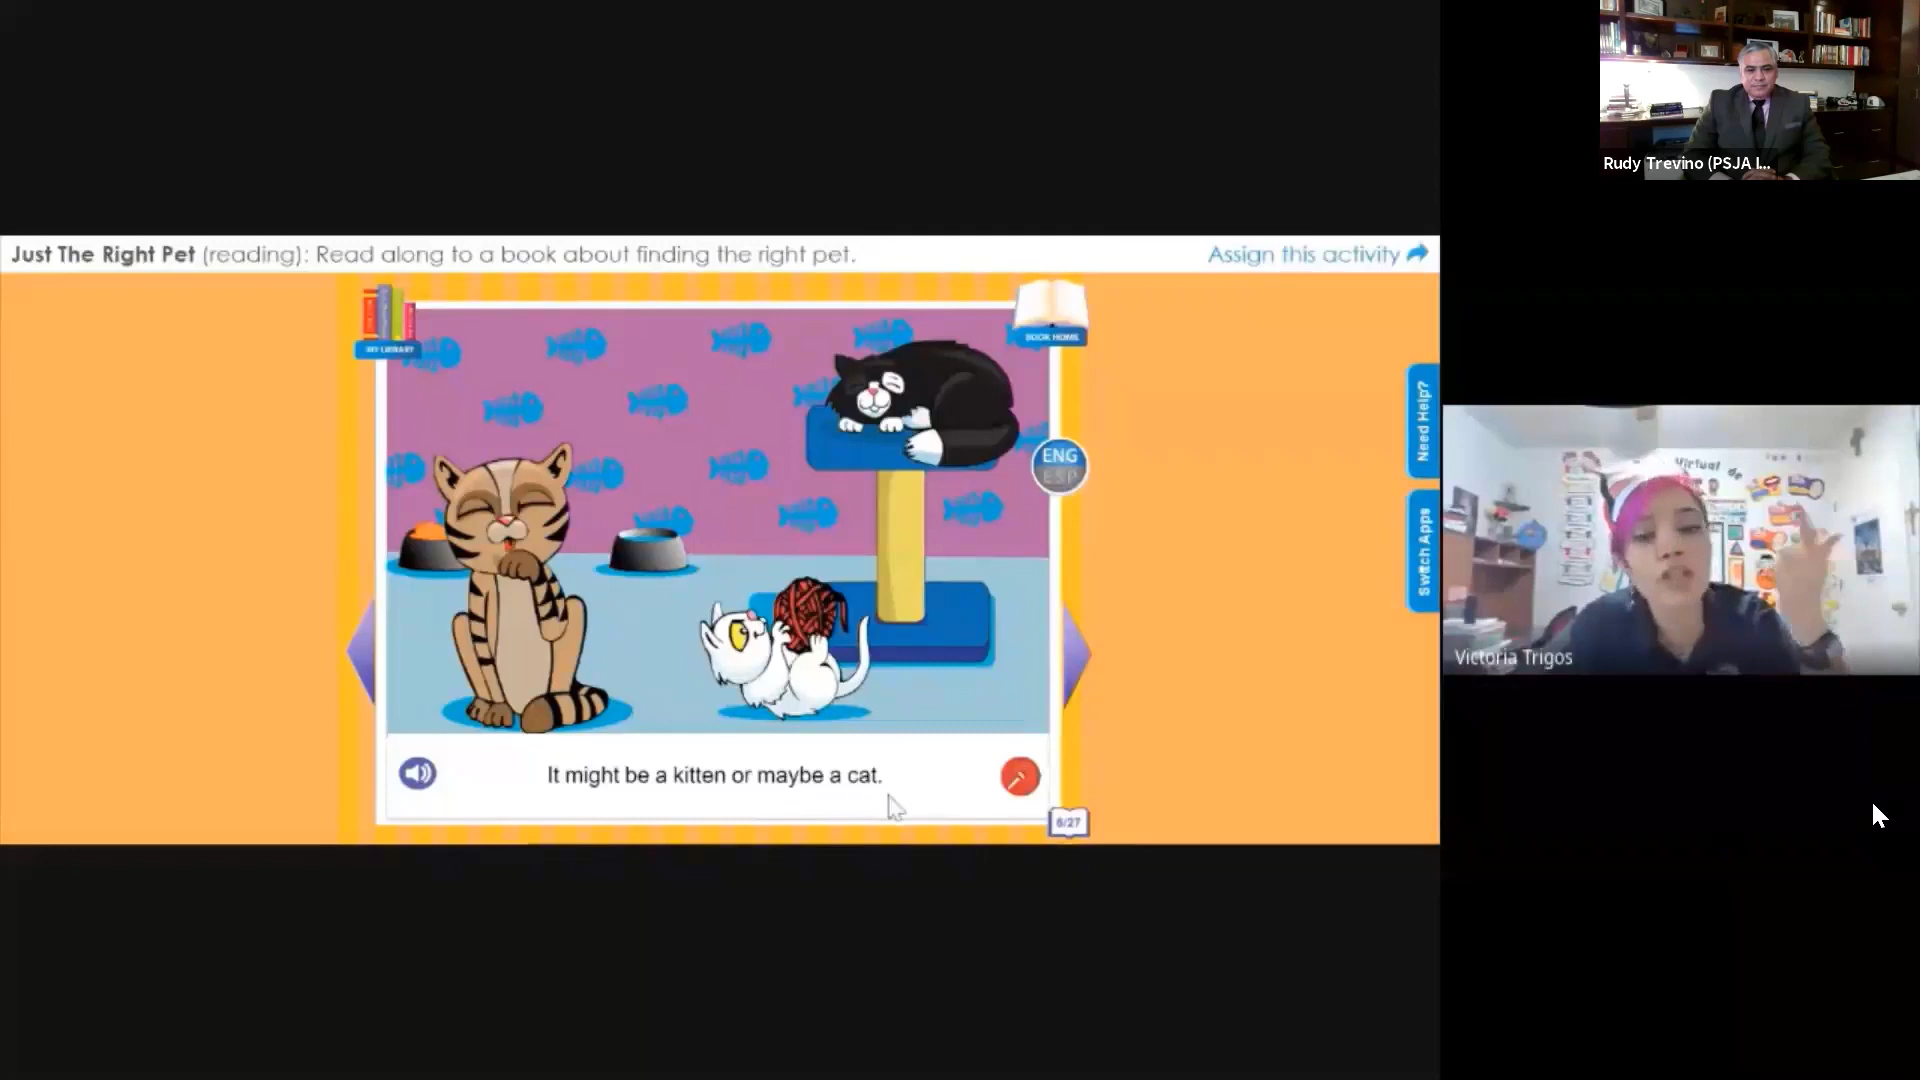 Rudy Trevino (PSJA I...
Just The Right Pet (reading): Read along to a book about finding the right pet.
Assign this activity
MY LIBRARY
BOOK HOME
ENG
ESP
Need Help?
Switch Apps
Virtual de
Victoria Trigos
It might be a kitten or maybe a cat.
6/27